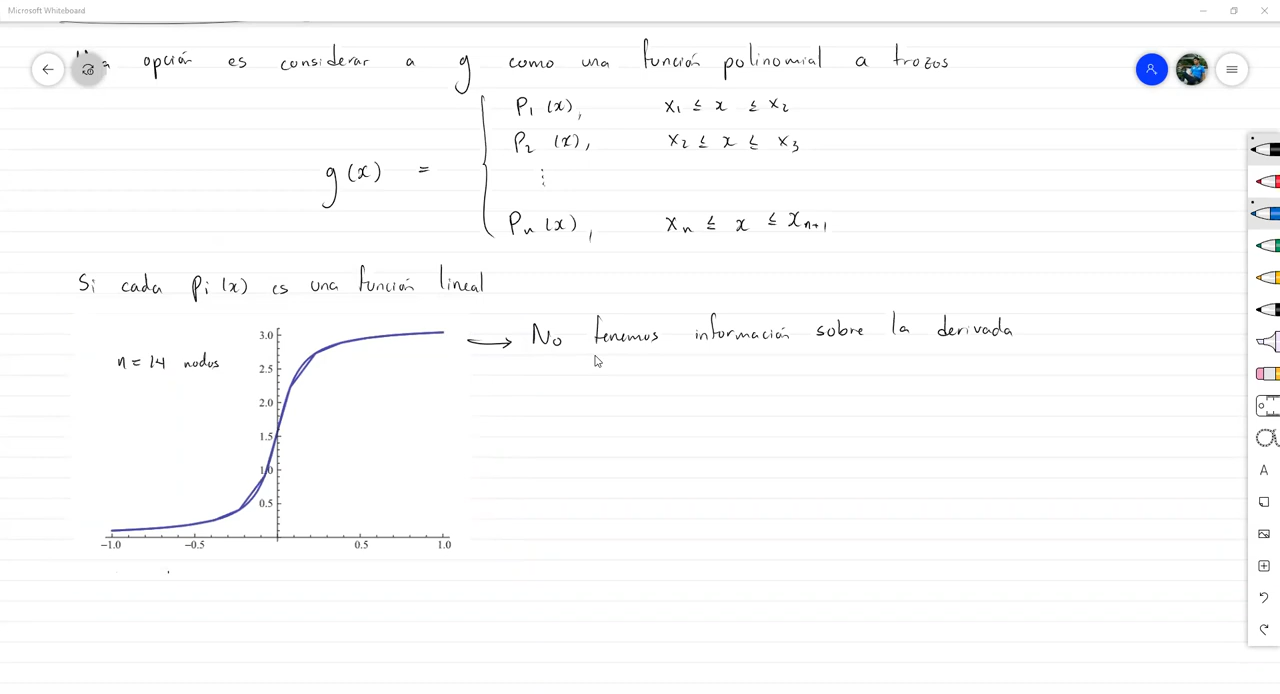 Microsoft Whiteboard
opción es considerar a g como una función polinomial a trozos
g(x) = { P₁(x), x₁ ≤ x ≤ x₂
P₂(x), x₂ ≤ x ≤ x₃
⋮
Pₙ(x), xₙ ≤ x ≤ xₙ₊₁
Si cada Pi(x) es una función lineal
No tenemos información sobre la derivada
n = 14 nodos
3.0
2.5
2.0
1.5
1.0
0.5
−1.0 −0.5 0.5 1.0
A